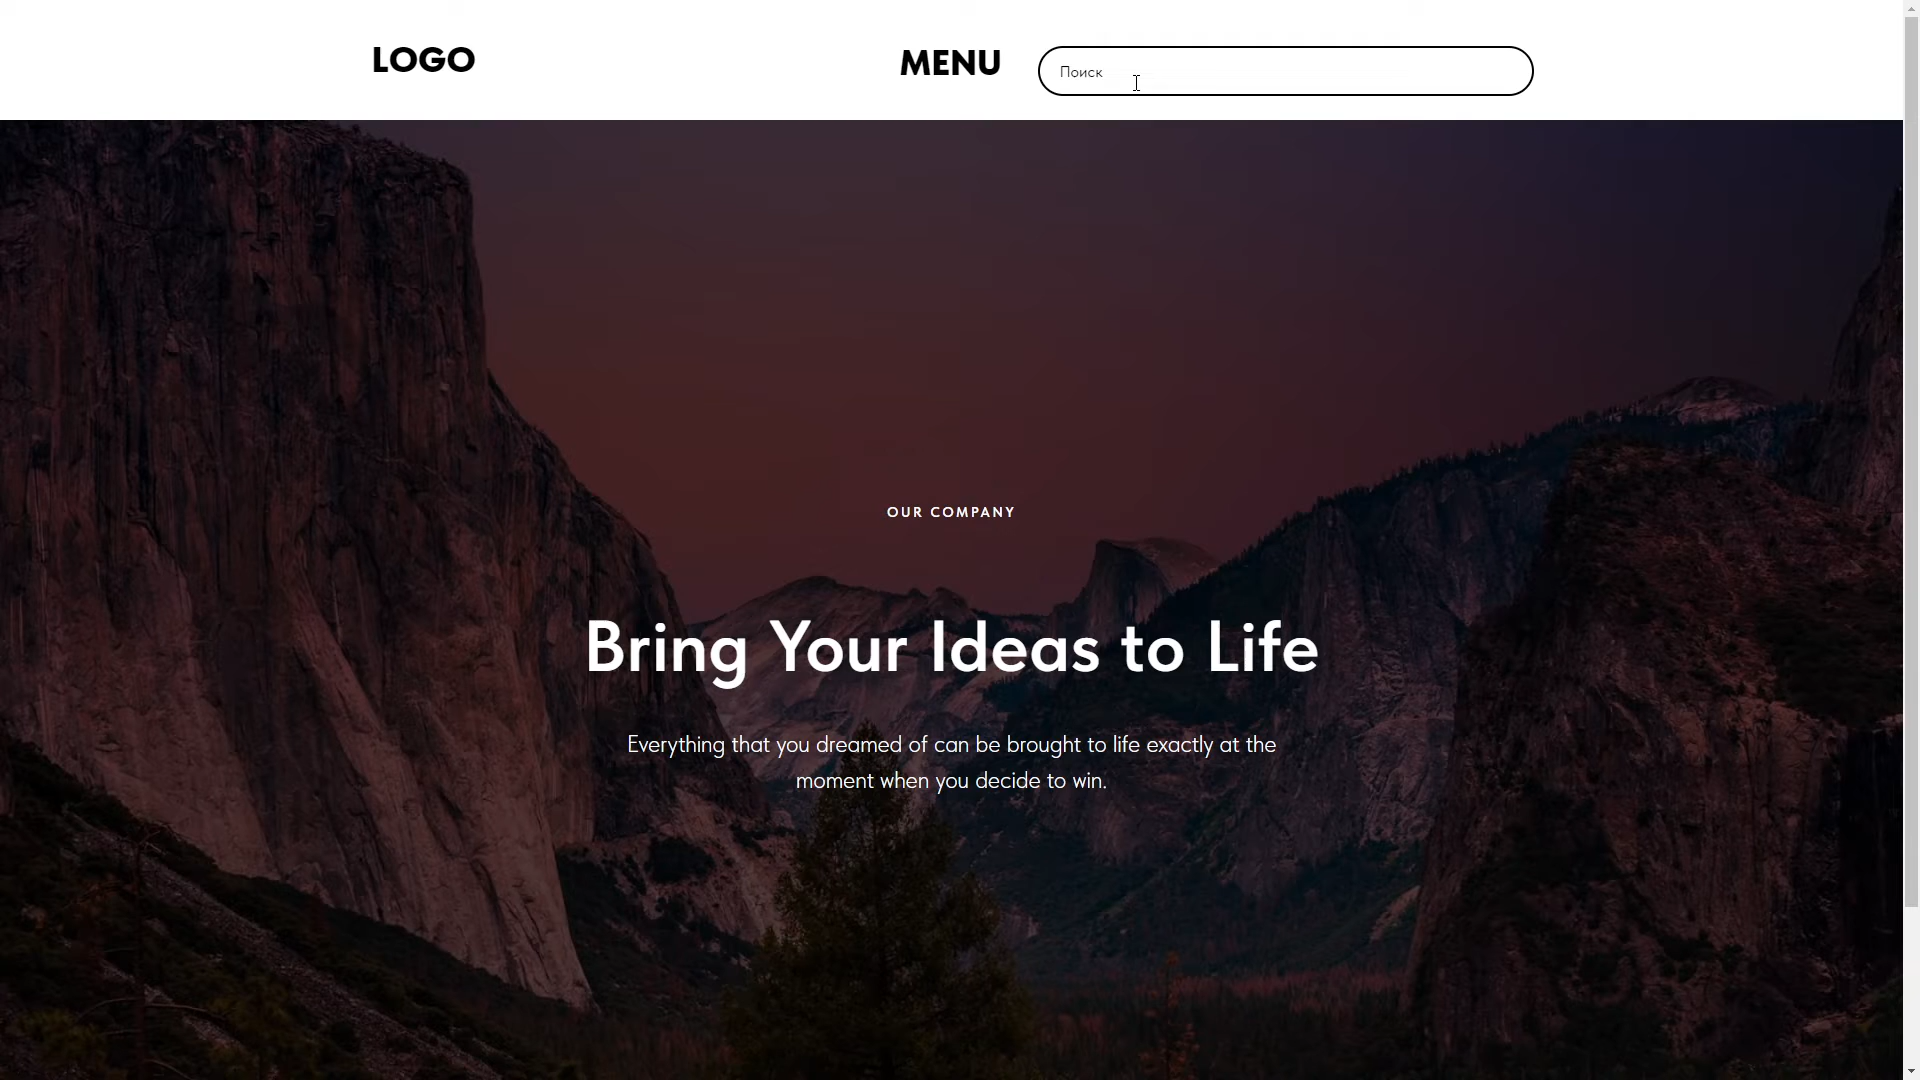 LOGO
MENU
Поиск
OUR COMPANY
Bring Your Ideas to Life
Everything that you dreamed of can be brought to life exactly at the
moment when you decide to win.